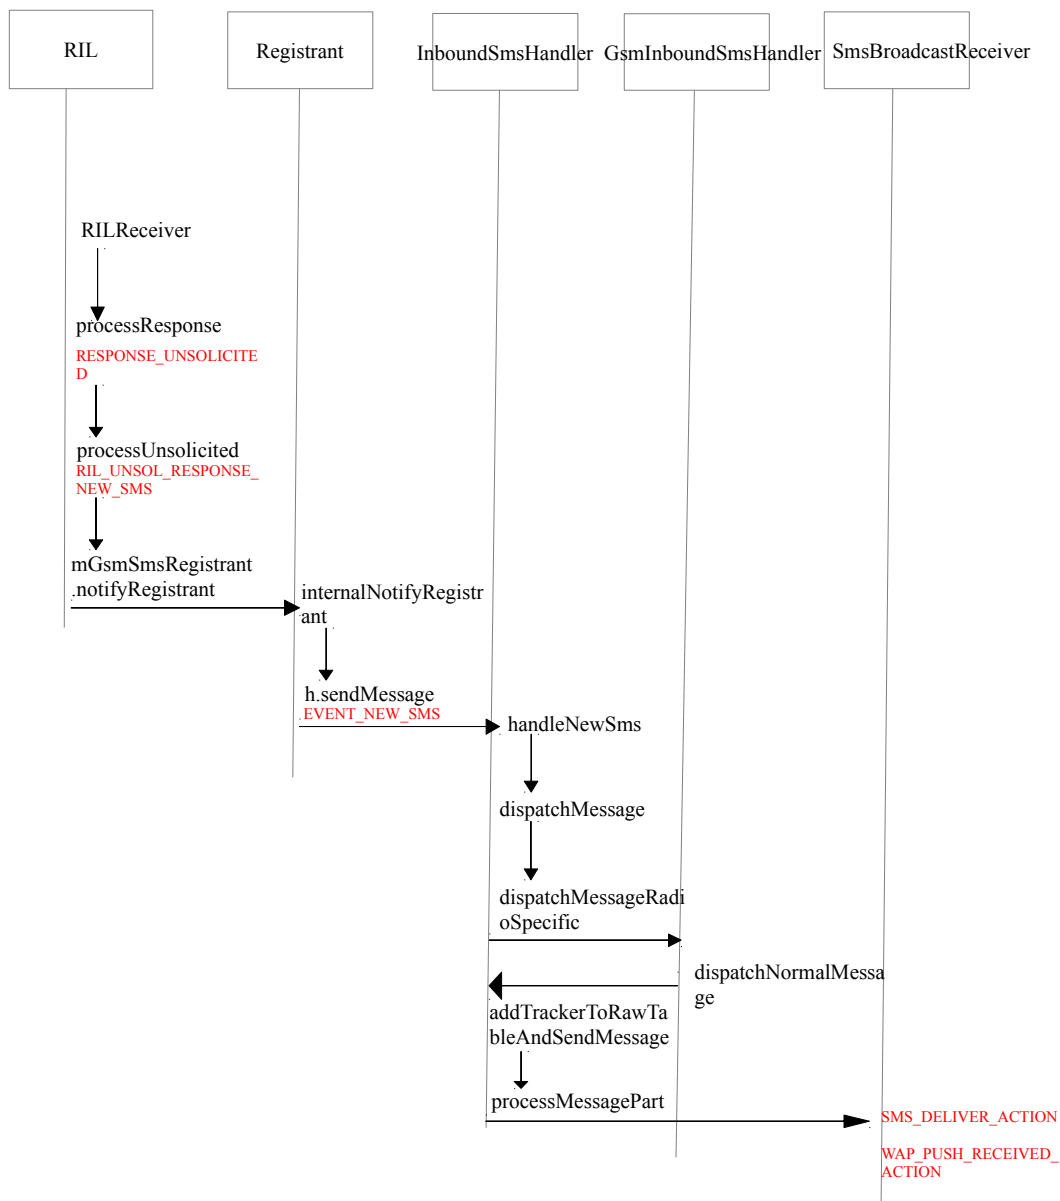 RIL
Registrant
InboundSmsHandler
GsmInboundSmsHandler
SmsBroadcastReceiver
RILReceiver
processResponse
RESPONSE_UNSOLICITE
D
processUnsolicited
RIL_UNSOL_RESPONSE_
NEW_SMS
mGsmSmsRegistrant
.notifyRegistrant
internalNotifyRegistr
ant
h.sendMessage
EVENT_NEW_SMS
handleNewSms
dispatchMessage
dispatchMessageRadi
oSpecific
dispatchNormalMessa
ge
addTrackerToRawTa
bleAndSendMessage
processMessagePart
SMS_DELIVER_ACTION
WAP_PUSH_RECEIVED_
ACTION